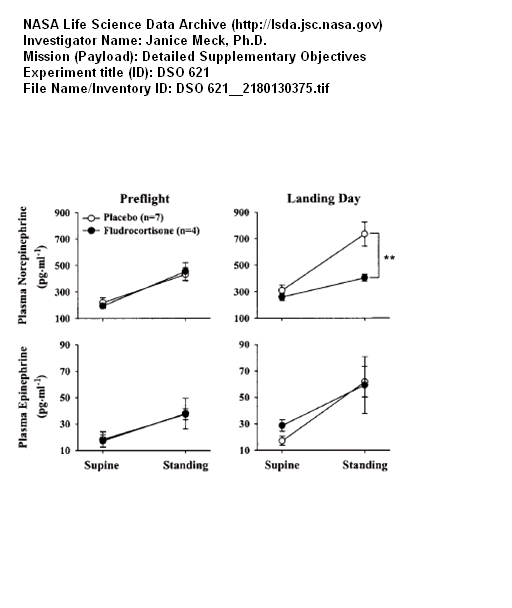 NASA Life Science Data Archive (http://lsda.jsc.nasa.gov)
Investigator Name: Janice Meck, Ph.D.
Mission (Payload): Detailed Supplementary Objectives
Experiment title (ID): DSO 621
File Name/Inventory ID: DSO 621__2180130375.tif
Preflight
Landing Day
Plasma Norepinephrine
(pg·ml⁻¹)
900
700
500
300
100
Placebo (n=7)
Fludrocortisone (n=4)
900
700
500
300
100
**
Plasma Epinephrine
(pg·ml⁻¹)
90
70
50
30
10
90
70
50
30
10
Supine Standing
Supine Standing